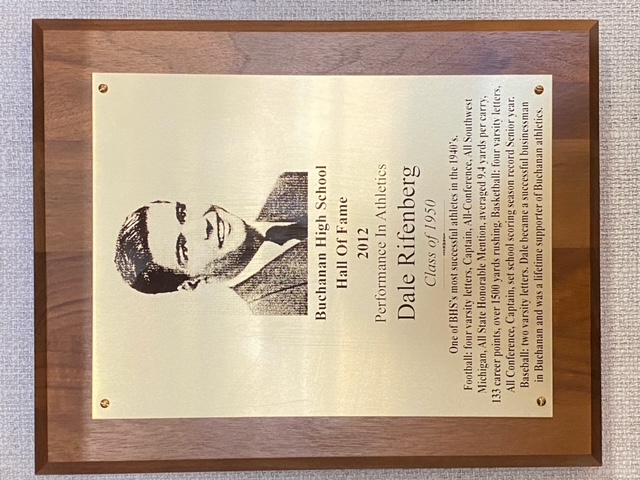 Buchanan High School
Hall Of Fame
2012
Performance In Athletics
Dale Rifenberg
Class of 1950
One of BHS's most successful athletes in the 1940's.
Football: four varsity letters, Captain, All-Conference, All Southwest
Michigan, All State Honorable Mention, averaged 9.4 yards per carry,
133 career points, over 1500 yards rushing. Basketball: four varsity letters,
All Conference, Captain, set school scoring season record Senior year.
Baseball: two varsity letters. Dale became a successful businessman
in Buchanan and was a lifetime supporter of Buchanan athletics.